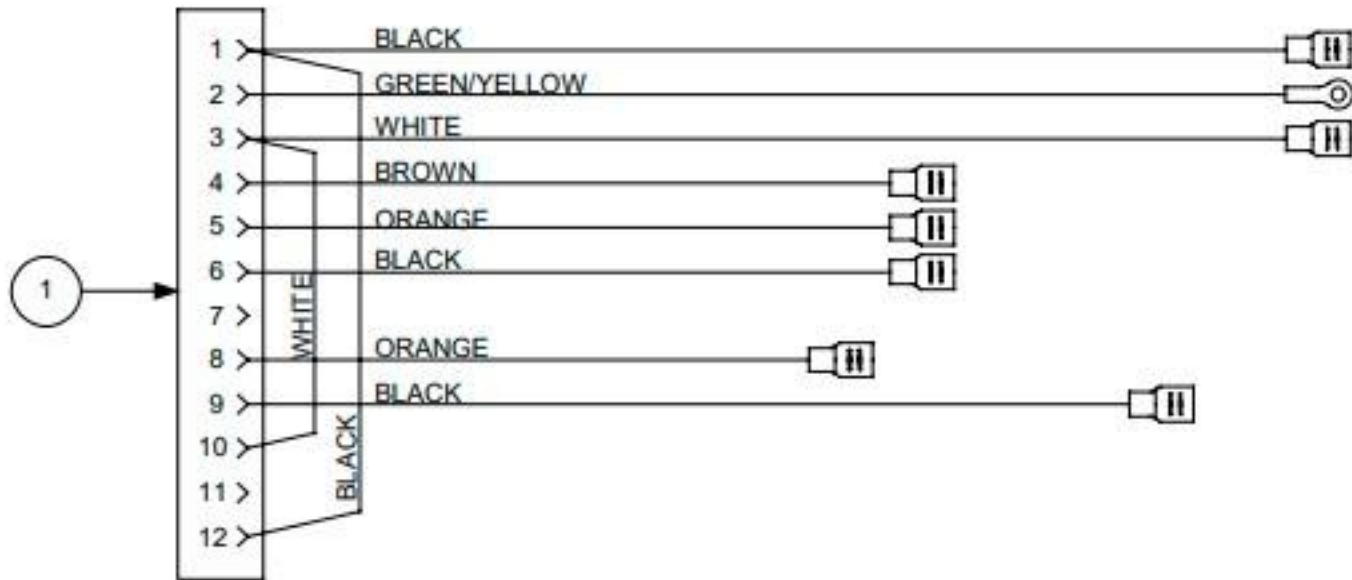 1 BLACK
2 GREEN/YELLOW
3 WHITE
4 BROWN
5 ORANGE
6 BLACK
1
7
WHITE
8 ORANGE
9 BLACK
10
BLACK
11
12